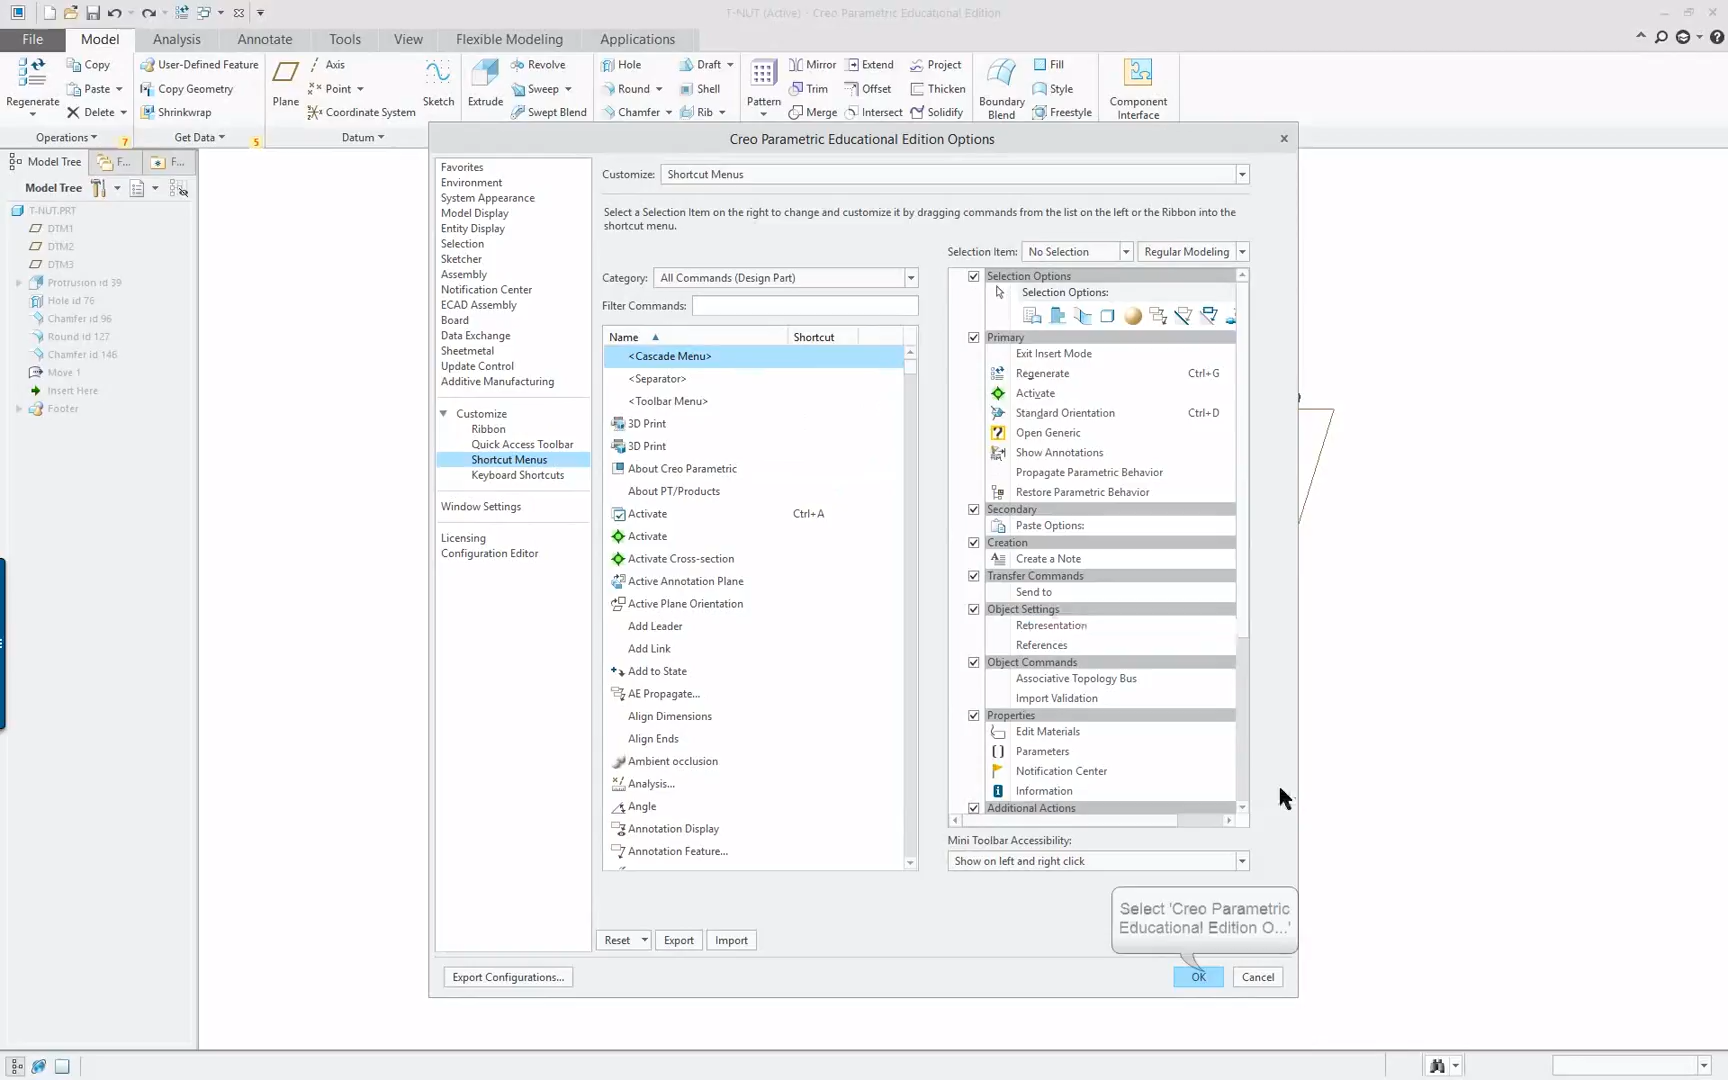 T-NUT (Active) - Creo Parametric Educational Edition
File
Model
Analysis
Annotate
Tools
View
Flexible Modeling
Applications
Regenerate
Copy
Paste
Delete
User-Defined Feature
Copy Geometry
Shrinkwrap
Plane
Axis
Point
Coordinate System
Sketch
Extrude
Revolve
Sweep
Swept Blend
Hole
Round
Chamfer
Draft
Shell
Rib
Pattern
Mirror
Trim
Merge
Extend
Offset
Intersect
Project
Thicken
Solidify
Boundary
Blend
Fill
Style
Freestyle
Component
Interface
Operations
7
Get Data
5
Datum
Model Tree
F...
F...
Model Tree
T-NUT.PRT
DTM1
DTM2
DTM3
Protrusion id 39
Hole id 76
Chamfer id 96
Round id 127
Chamfer id 146
Move 1
Insert Here
Footer
Creo Parametric Educational Edition Options
Favorites
Environment
System Appearance
Model Display
Entity Display
Selection
Sketcher
Assembly
Notification Center
ECAD Assembly
Board
Data Exchange
Sheetmetal
Update Control
Additive Manufacturing
Customize
Ribbon
Quick Access Toolbar
Shortcut Menus
Keyboard Shortcuts
Window Settings
Licensing
Configuration Editor
Customize: Shortcut Menus
Select a Selection Item on the right to change and customize it by dragging commands from the list on the left or the Ribbon into the
shortcut menu.
Category: All Commands (Design Part)
Filter Commands:
Name Shortcut
<Cascade Menu>
<Separator>
<Toolbar Menu>
3D Print
3D Print
About Creo Parametric
About PT/Products
Activate Ctrl+A
Activate
Activate Cross-section
Active Annotation Plane
Active Plane Orientation
Add Leader
Add Link
Add to State
AE Propagate...
Align Dimensions
Align Ends
Ambient occlusion
Analysis...
Angle
Annotation Display
Annotation Feature...
Selection Item: No Selection Regular Modeling
Selection Options
Selection Options:
Primary
Exit Insert Mode
Regenerate Ctrl+G
Activate
Standard Orientation Ctrl+D
Open Generic
Show Annotations
Propagate Parametric Behavior
Restore Parametric Behavior
Secondary
Paste Options:
Creation
Create a Note
Transfer Commands
Send to
Object Settings
Representation
References
Object Commands
Associative Topology Bus
Import Validation
Properties
Edit Materials
Parameters
Notification Center
Information
Additional Actions
Mini Toolbar Accessibility:
Show on left and right click
Select 'Creo Parametric
Educational Edition O...'
Reset
Export
Import
Export Configurations...
OK
Cancel